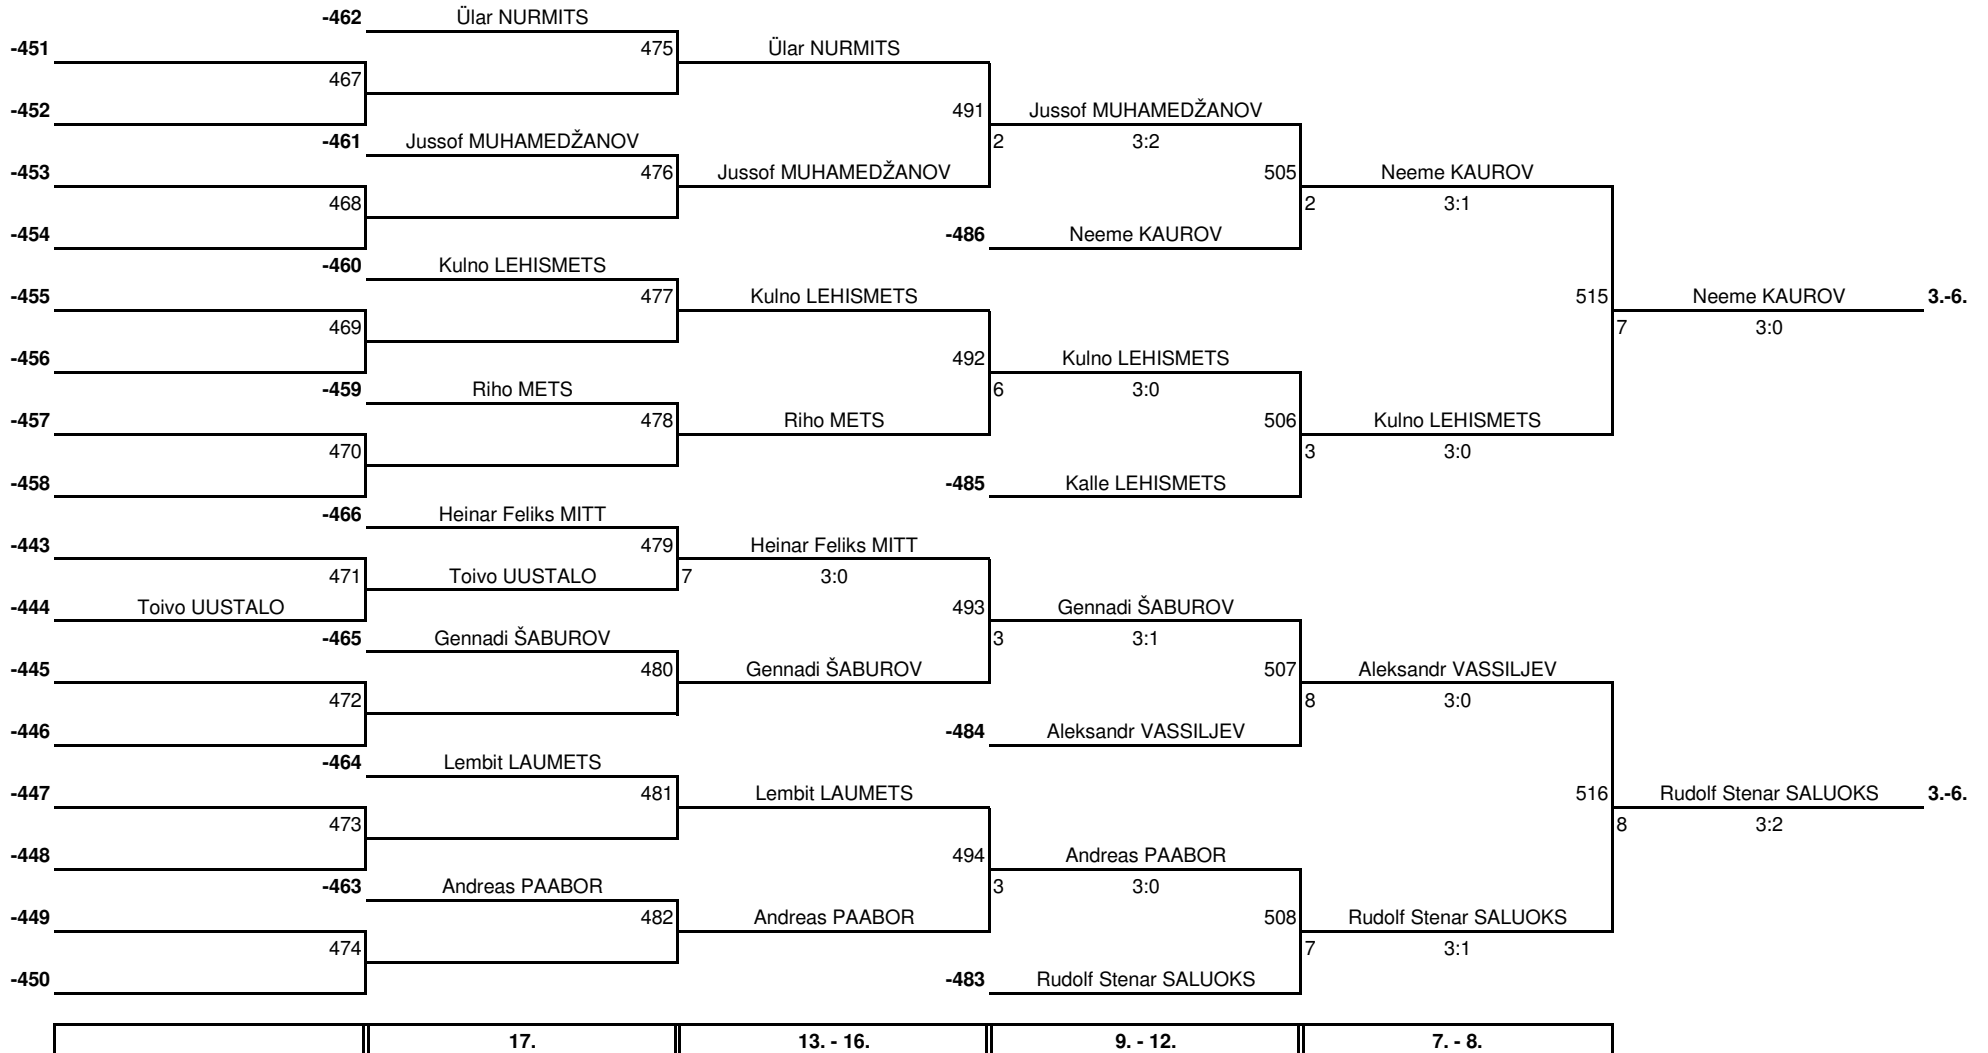 -462 Ülar NURMITS
-451 475 Ülar NURMITS
467
-452 491 Jussof MUHAMEDŽANOV
-461 Jussof MUHAMEDŽANOV 2 3:2
-453 476 Jussof MUHAMEDŽANOV 505 Neeme KAUROV
468 2 3:1
-454 -486 Neeme KAUROV
-460 Kulno LEHISMETS
-455 477 Kulno LEHISMETS 515 Neeme KAUROV 3.-6.
469 7 3:0
-456 492 Kulno LEHISMETS
-459 Riho METS 6 3:0
-457 478 Riho METS 506 Kulno LEHISMETS
470 3 3:0
-458 -485 Kalle LEHISMETS
-466 Heinar Feliks MITT
-443 479 Heinar Feliks MITT
471 Toivo UUSTALO 7 3:0
-444 Toivo UUSTALO 493 Gennadi ŠABUROV
-465 Gennadi ŠABUROV 3 3:1
-445 480 Gennadi ŠABUROV 507 Aleksandr VASSILJEV
472 8 3:0
-446 -484 Aleksandr VASSILJEV
-464 Lembit LAUMETS
-447 481 Lembit LAUMETS 516 Rudolf Stenar SALUOKS 3.-6.
473 8 3:2
-448 494 Andreas PAABOR
-463 Andreas PAABOR 3 3:0
-449 482 Andreas PAABOR 508 Rudolf Stenar SALUOKS
474 7 3:1
-450 -483 Rudolf Stenar SALUOKS
17. 13. - 16. 9. - 12. 7. - 8.